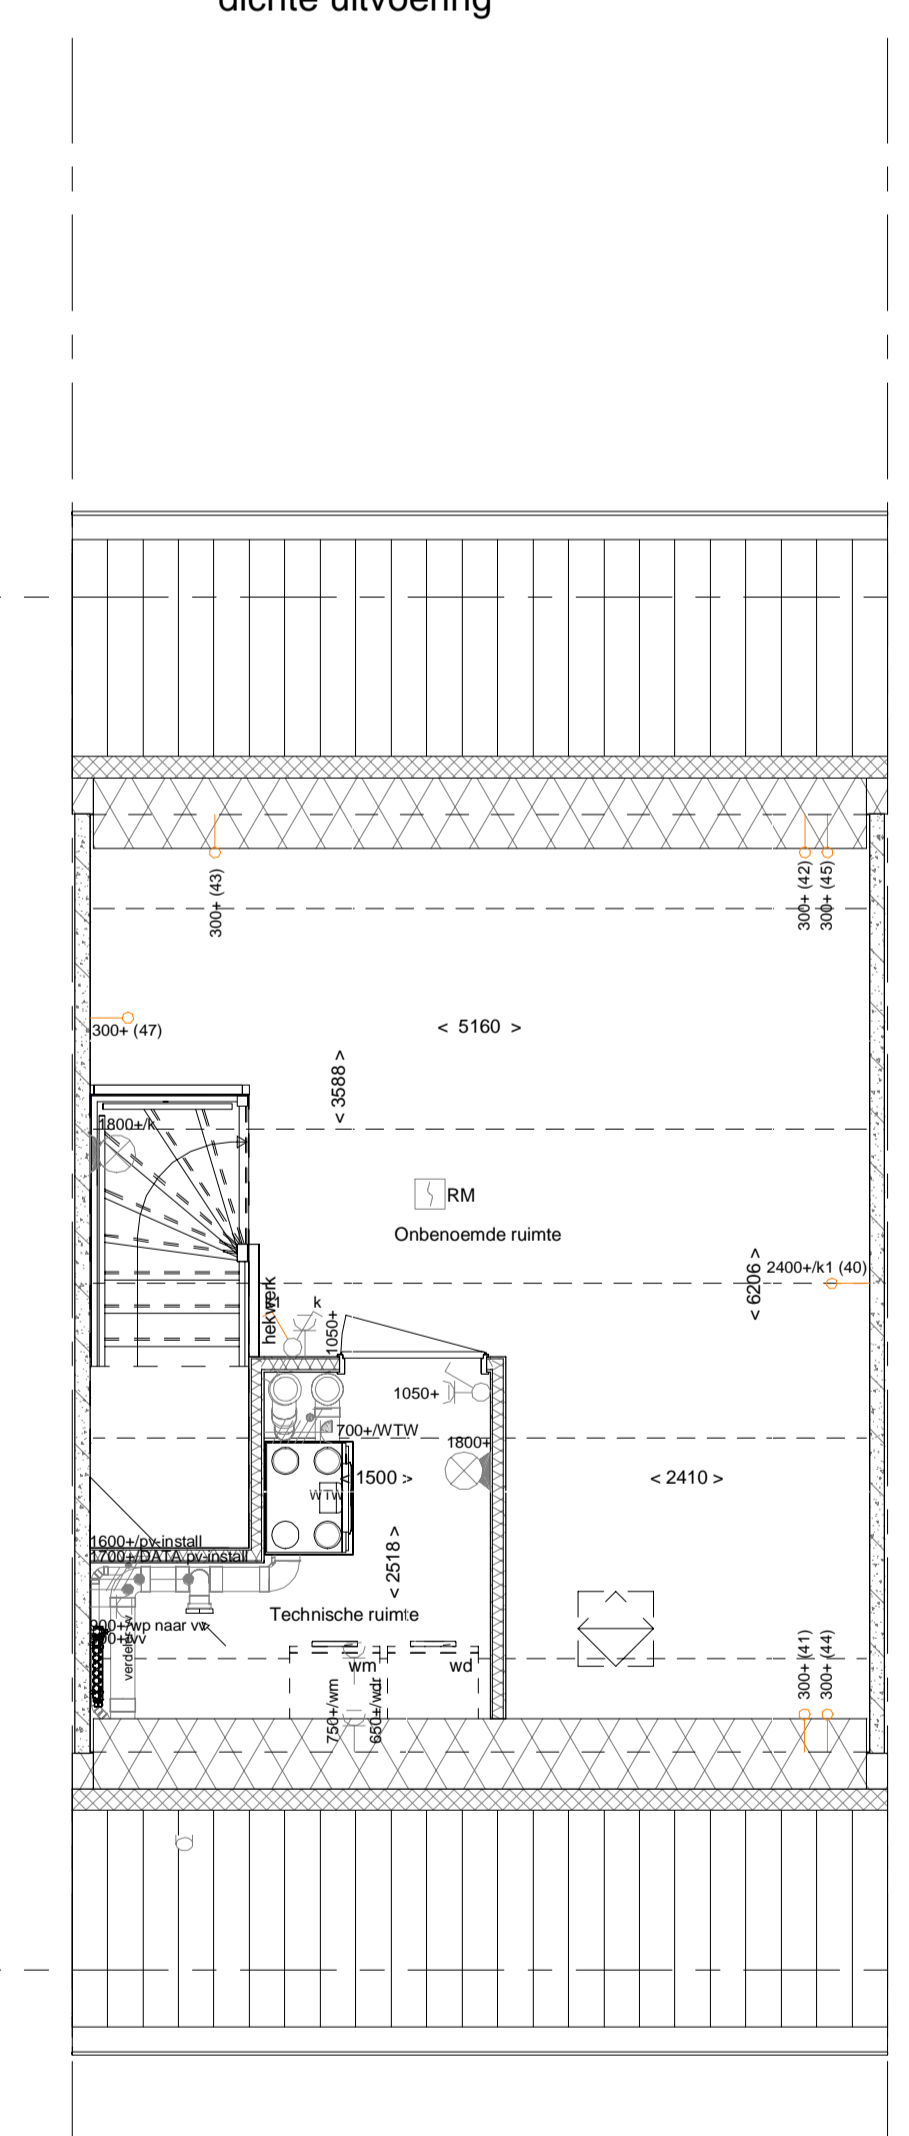 dichte uitvoering
300+ (43)
300+ (42)
300+ (45)
300+ (47)
< 5160 >
< 3588 >
1800+/k
RM
Onbenoemde ruimte
< 6206 >
2400+/k1 (40)
hekwerk
k
1050+
1050+
700+/WTW
1800+
1500 >
< 2410 >
WTW
1600+/pv-install
1700+/DATA pv-install
< 2518 >
Technische ruimte
/wp naar vv
verdeler vv
wm
wd
750+/wm
650+/wdr
300+ (41)
300+ (44)